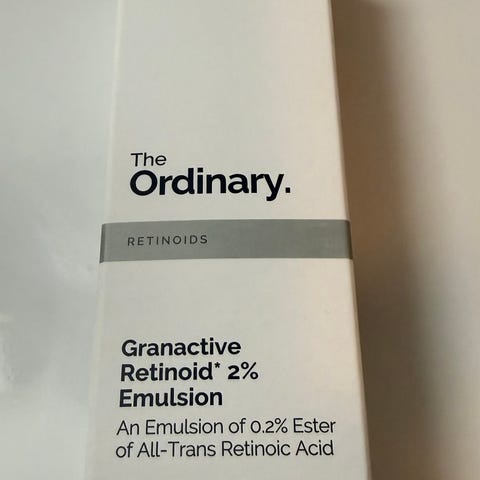 The
Ordinary.
RETINOIDS
Granactive
Retinoid* 2%
Emulsion
An Emulsion of 0.2% Ester
of All-Trans Retinoic Acid